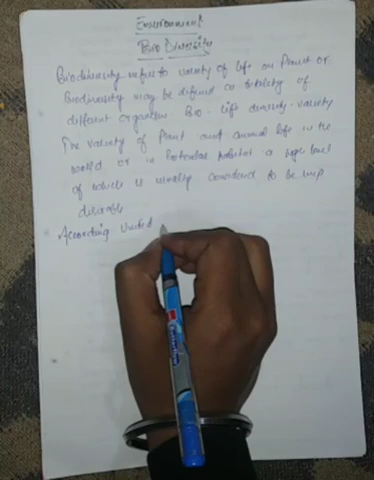 Environment
Bio Diversity
Biodiversity refers to variety of life on Planet or
Biodiversity may be defined as totality of
different organism Bio - life diversity - variety
The variety of Plant and animal life in the
world or in Particular habitat a high level
of which is usually considered to be imp
desirable
According United